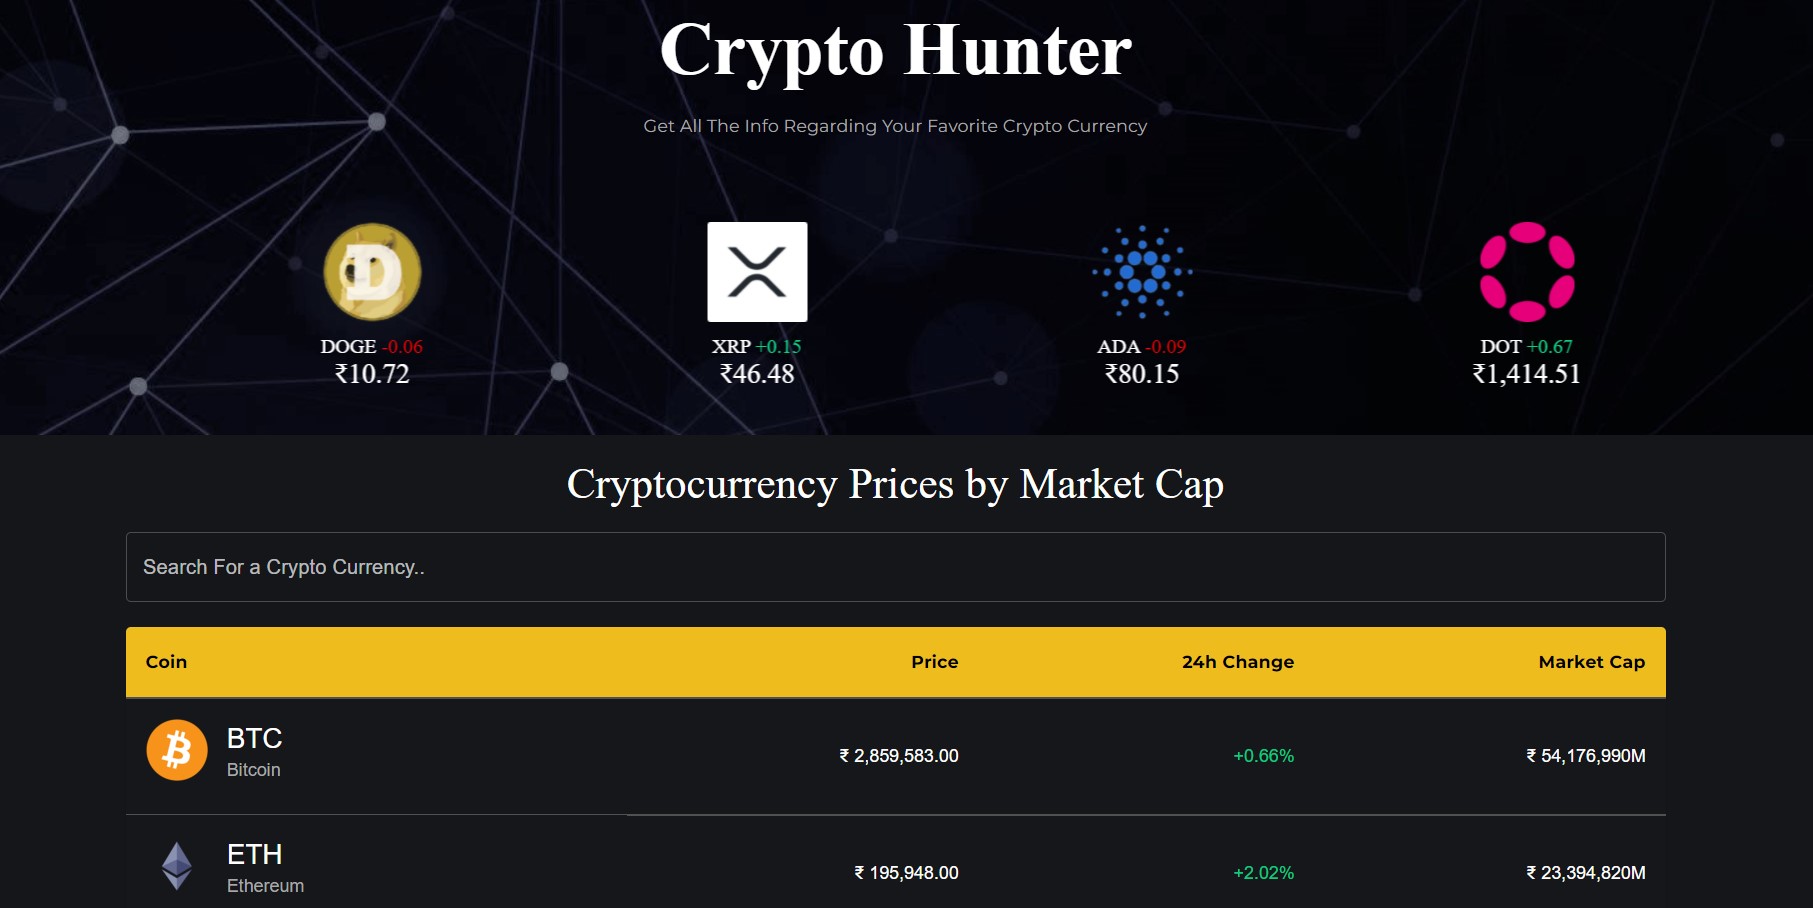 Crypto Hunter
Get All The Info Regarding Your Favorite Crypto Currency
DOGE -0.06
₹10.72
XRP +0.15
₹46.48
ADA -0.09
₹80.15
DOT +0.67
₹1,414.51
Cryptocurrency Prices by Market Cap
Search For a Crypto Currency..
Coin Price 24h Change Market Cap
BTC
Bitcoin
₹ 2,859,583.00 +0.66% ₹ 54,176,990M
ETH
Ethereum
₹ 195,948.00 +2.02% ₹ 23,394,820M